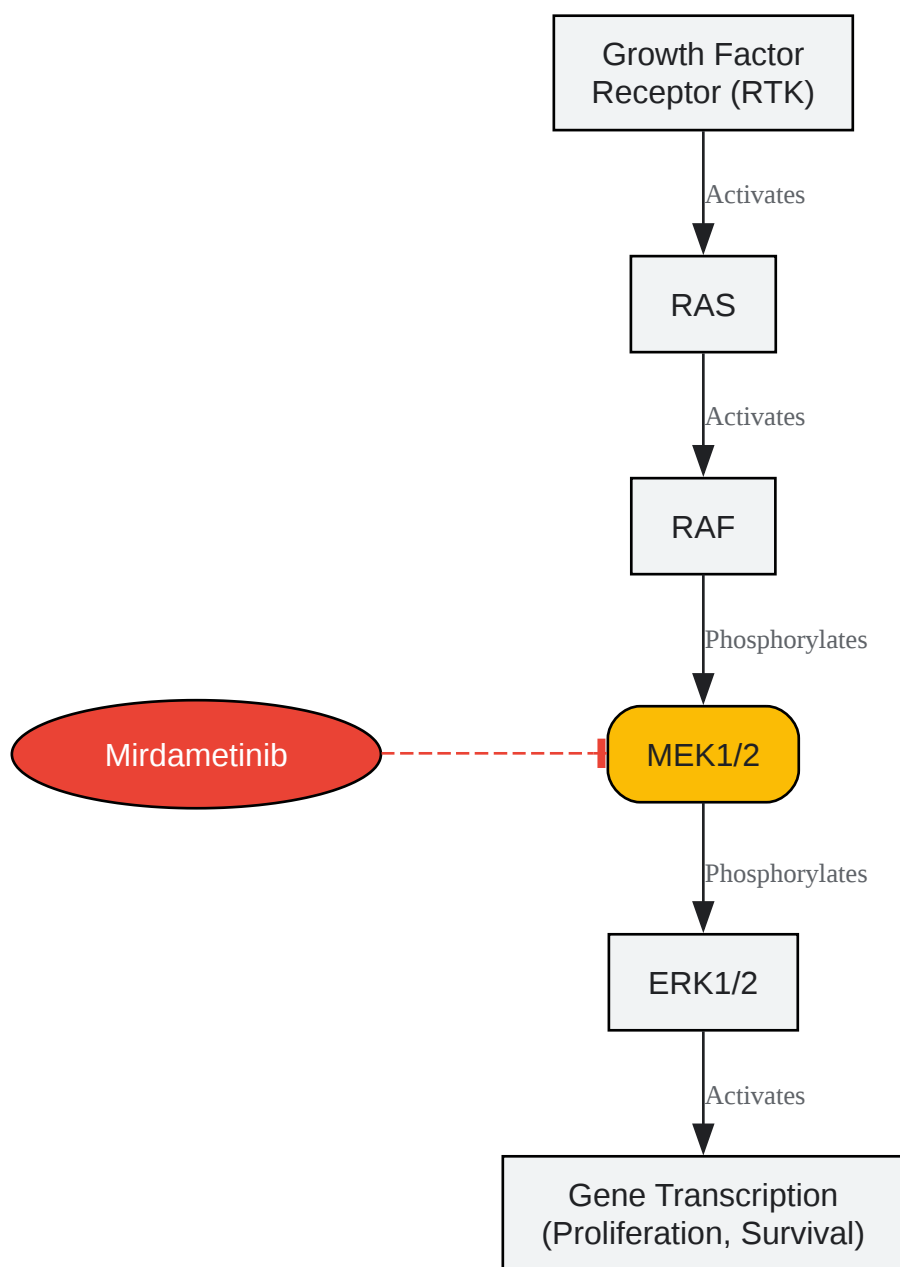 Growth Factor
Receptor (RTK)
Activates
RAS
Activates
RAF
Phosphorylates
Mirdametinib
MEK1/2
Phosphorylates
ERK1/2
Activates
Gene Transcription
(Proliferation, Survival)